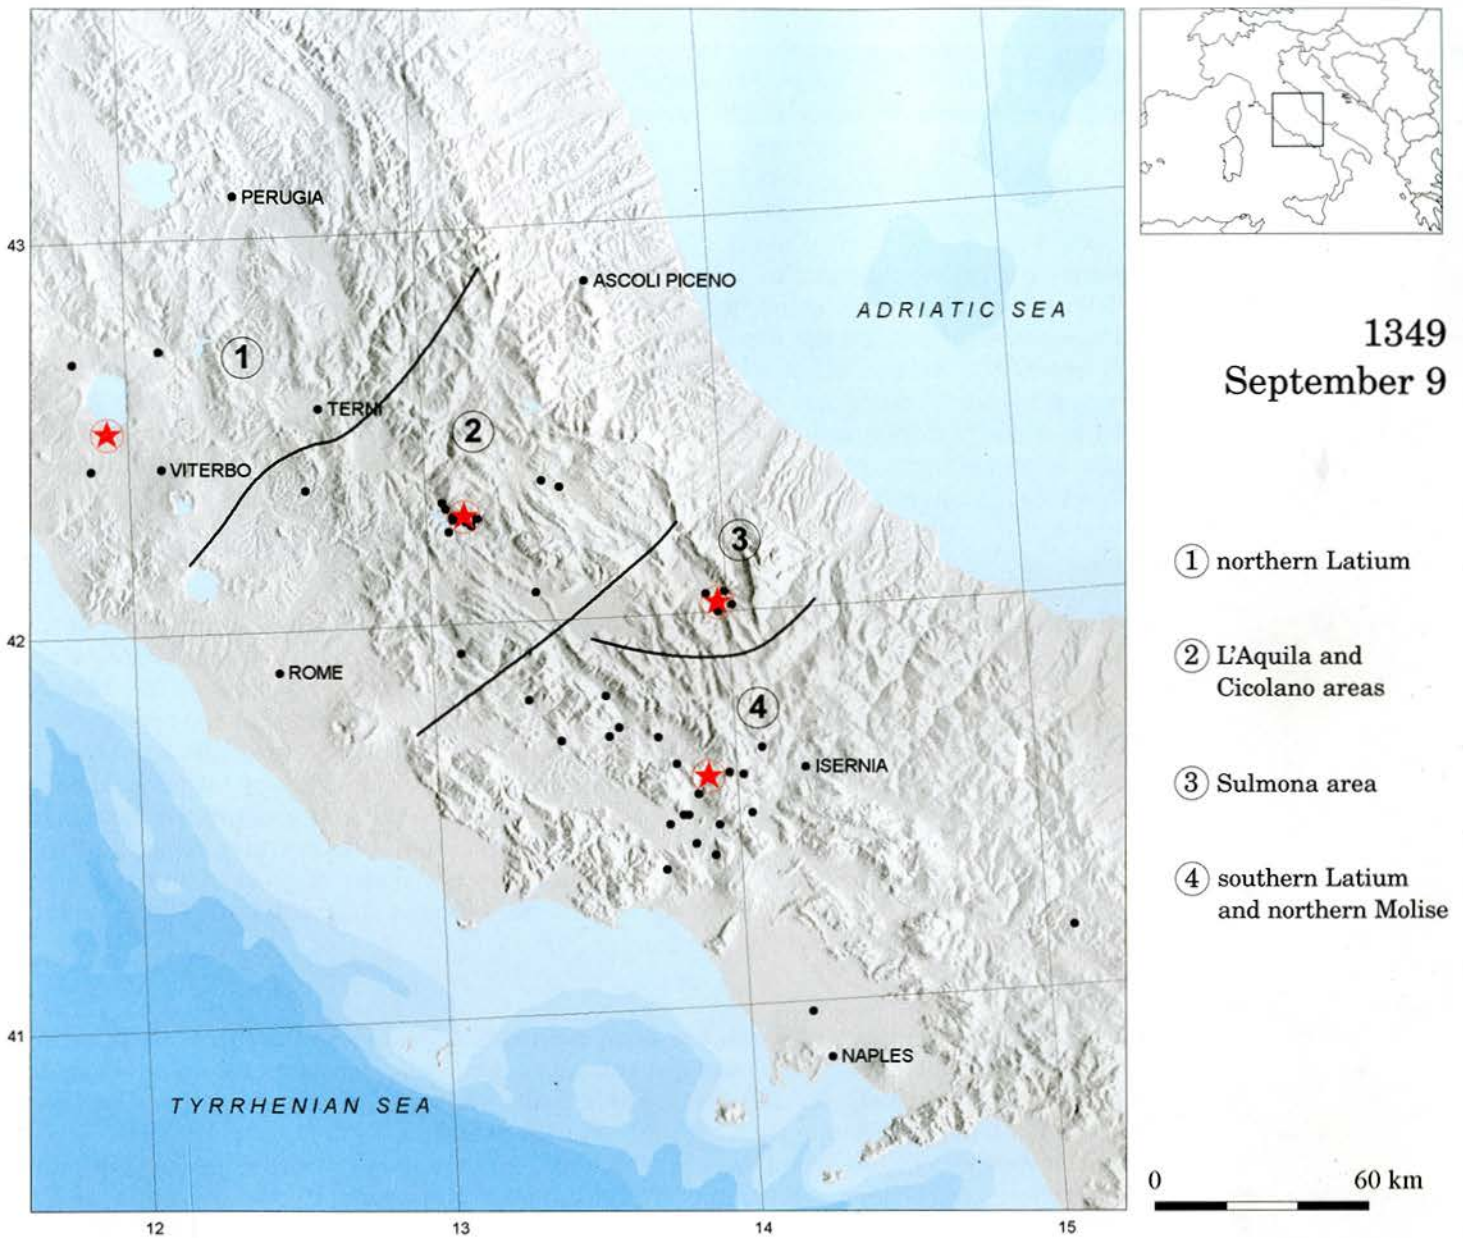 PERUGIA
43
ASCOLI PICENO
ADRIATIC SEA
1
TERNI
2
VITERBO
3
42
ROME
4
ISERNIA
41
NAPLES
TYRRHENIAN SEA
12
13
14
15
1349
September 9
1 northern Latium
2 L'Aquila and
Cicolano areas
3 Sulmona area
4 southern Latium
and northern Molise
0 60 km